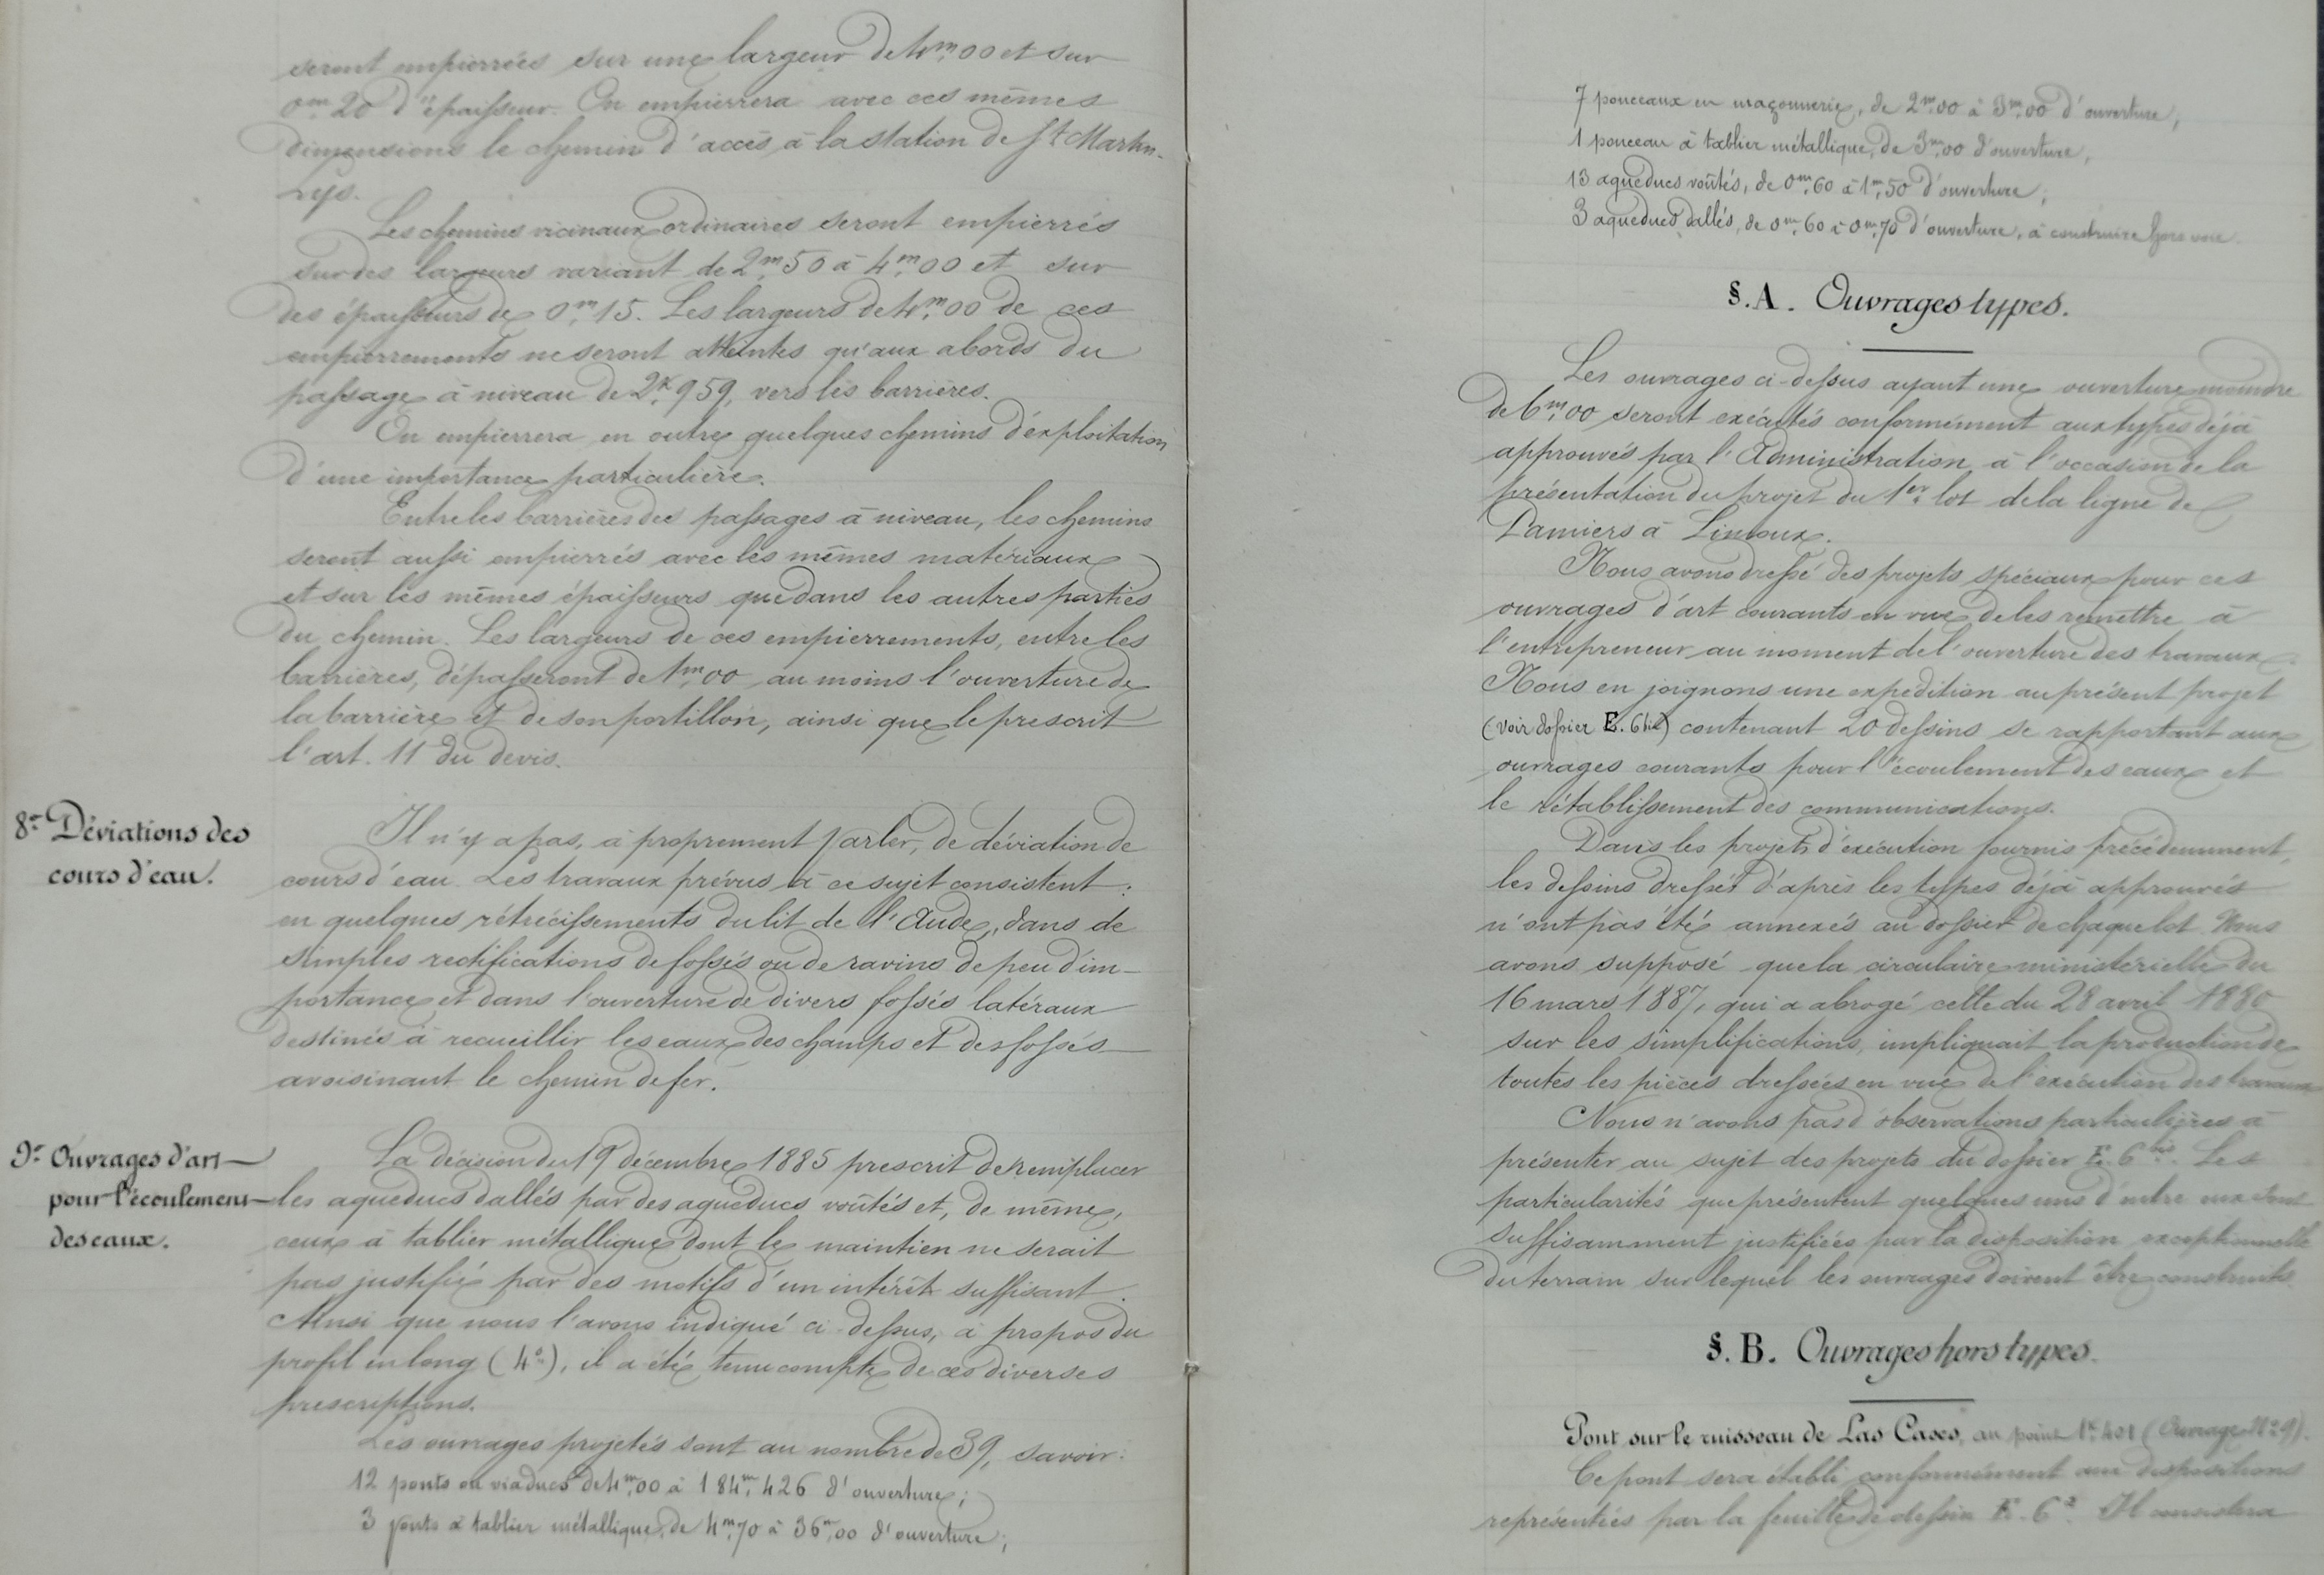 seront empierrées sur une largeur de 4m,00 et sur
0m,20 d'épaisseur. On empierrera avec ces mêmes
dimensions le chemin d'accès à la station de St Martin-
Lys.
Les chemins vicinaux ordinaires seront empierrés
sur des largeurs variant de 2m,50 à 4m,00 et sur
des épaisseurs de 0m,15. Les largeurs de 4m,00 de ces
empierrements ne seront atteintes qu'aux abords du
passage à niveau de 2k,959, vers les barrières.
On empierrera en outre quelques chemins d'exploitation
d'une importance particulière.
Entre les barrières des passages à niveau, les chemins
seront aussi empierrés avec les mêmes matériaux
et sur les mêmes épaisseurs que dans les autres parties
du chemin. Les largeurs de ces empierrements, entre les
barrières, dépasseront de 1m,00 au moins l'ouverture de
la barrière et de son portillon, ainsi que le prescrit
l'art. 11 du devis.
8° Déviations des
cours d'eau.
Il n'y a pas, à proprement parler, de déviation de
cours d'eau. Les travaux prévus à ce sujet consistent:
en quelques rétrécissements du lit de l'Aude, dans de
simples rectifications de fossés ou de ravins de peu d'im-
portance et dans l'ouverture de divers fossés latéraux
destinés à recueillir les eaux des champs et des fossés
avoisinant le chemin de fer.
9° Ouvrages d'art
pour l'écoulement
des eaux.
La décision du 19 décembre 1885 prescrit de remplacer
les aqueducs dallés par des aqueducs voûtés et, de même,
ceux à tablier métallique dont le maintien ne serait
pas justifié par des motifs d'un intérêt suffisant.
Ainsi que nous l'avons indiqué ci-dessus, à propos du
profil en long (4°), il a été tenu compte de ces diverses
prescriptions.
Les ouvrages projetés sont au nombre de 39, savoir:
12 ponts ou viaducs de 4m,00 à 184m,426 d'ouverture;
3 ponts à tablier métallique, de 4m,70 à 36m,00 d'ouverture;
7 ponceaux en maçonnerie, de 2m,00 à 3m,00 d'ouverture;
1 ponceau à tablier métallique, de 3m,00 d'ouverture;
13 aqueducs voûtés, de 0m,60 à 1m,50 d'ouverture;
3 aqueducs dallés, de 0m,60 à 0m,70 d'ouverture, à construire hors voie.
§. A. Ouvrages types.
Les ouvrages ci-dessus ayant une ouverture moindre
de 6m,00 seront exécutés conformément aux types déjà
approuvés par l'Administration à l'occasion de la
présentation du projet du 1er lot de la ligne de
Pamiers à Limoux.
Nous avons dressé des projets spéciaux pour ces
ouvrages d'art courants en vue de les remettre à
l'entrepreneur au moment de l'ouverture des travaux.
Nous en joignons une expédition au présent projet
(voir dossier E. 6bis) contenant 20 dessins se rapportant aux
ouvrages courants pour l'écoulement des eaux et
le rétablissement des communications.
Dans les projets d'exécution fournis précédemment,
les dessins dressés d'après les types déjà approuvés
n'ont pas été annexés au dossier de chaque lot. Nous
avons supposé que la circulaire ministérielle du
16 mars 1887, qui a abrogé celle du 28 avril 1880
sur les simplifications, impliquait la production de
toutes les pièces dressées en vue de l'exécution des travaux.
Nous n'avons pas d'observations particulières à
présenter au sujet des projets du dossier E. 6bis. Les
particularités que présentent quelques uns d'entre eux sont
suffisamment justifiées par la disposition exceptionnelle
du terrain sur lequel les ouvrages doivent être construits.
§. B. Ouvrages hors types.
Pont sur le ruisseau de Las Cases, au point 1k,401 (Ouvrage N° 9).
Ce pont sera établi conformément aux dispositions
représentées par la feuille de dessin E. 6². Il consistera